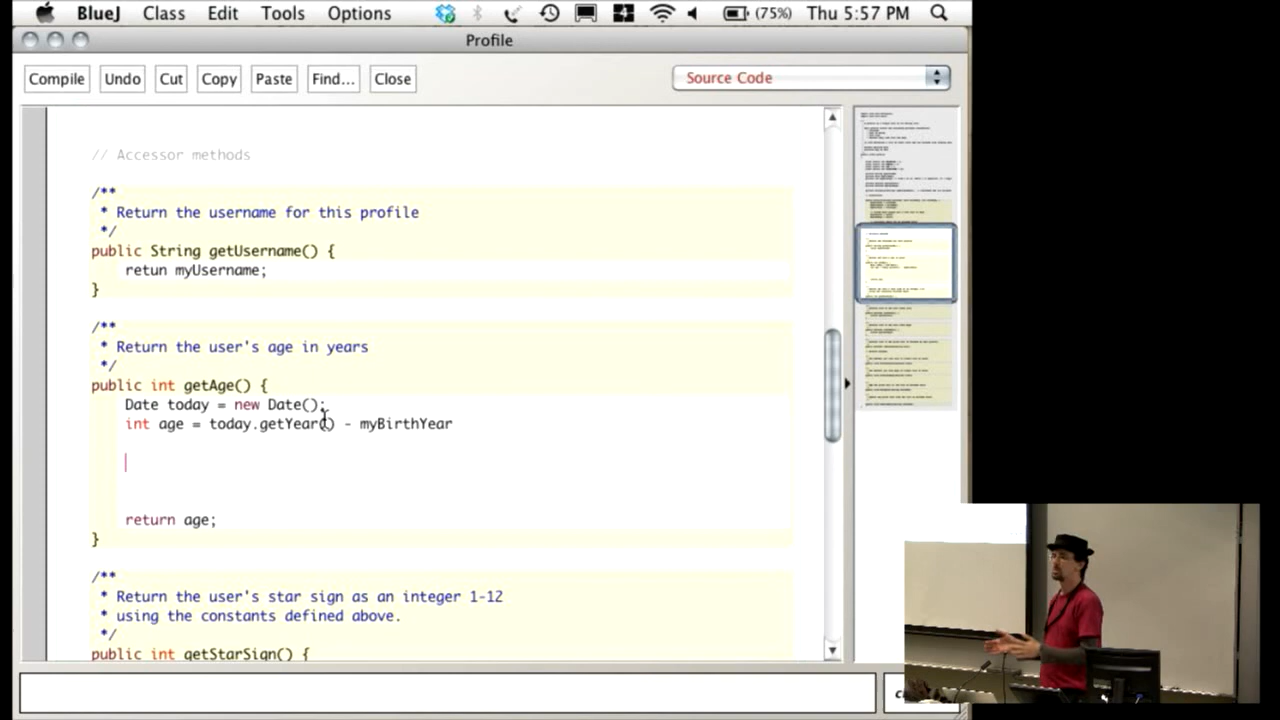 BlueJ Class Edit Tools Options 4 (75%) Thu 5:57 PM
Profile
Compile Undo Cut Copy Paste Find... Close Source Code
// Accessor methods
/**
* Return the username for this profile
*/
public String getUsername() {
retun myUsername;
}
/**
* Return the user's age in years
*/
public int getAge() {
Date today = new Date();
int age = today.getYear() - myBirthYear
return age;
}
/**
* Return the user's star sign as an integer 1-12
* using the constants defined above.
*/
public int getStarSign() {